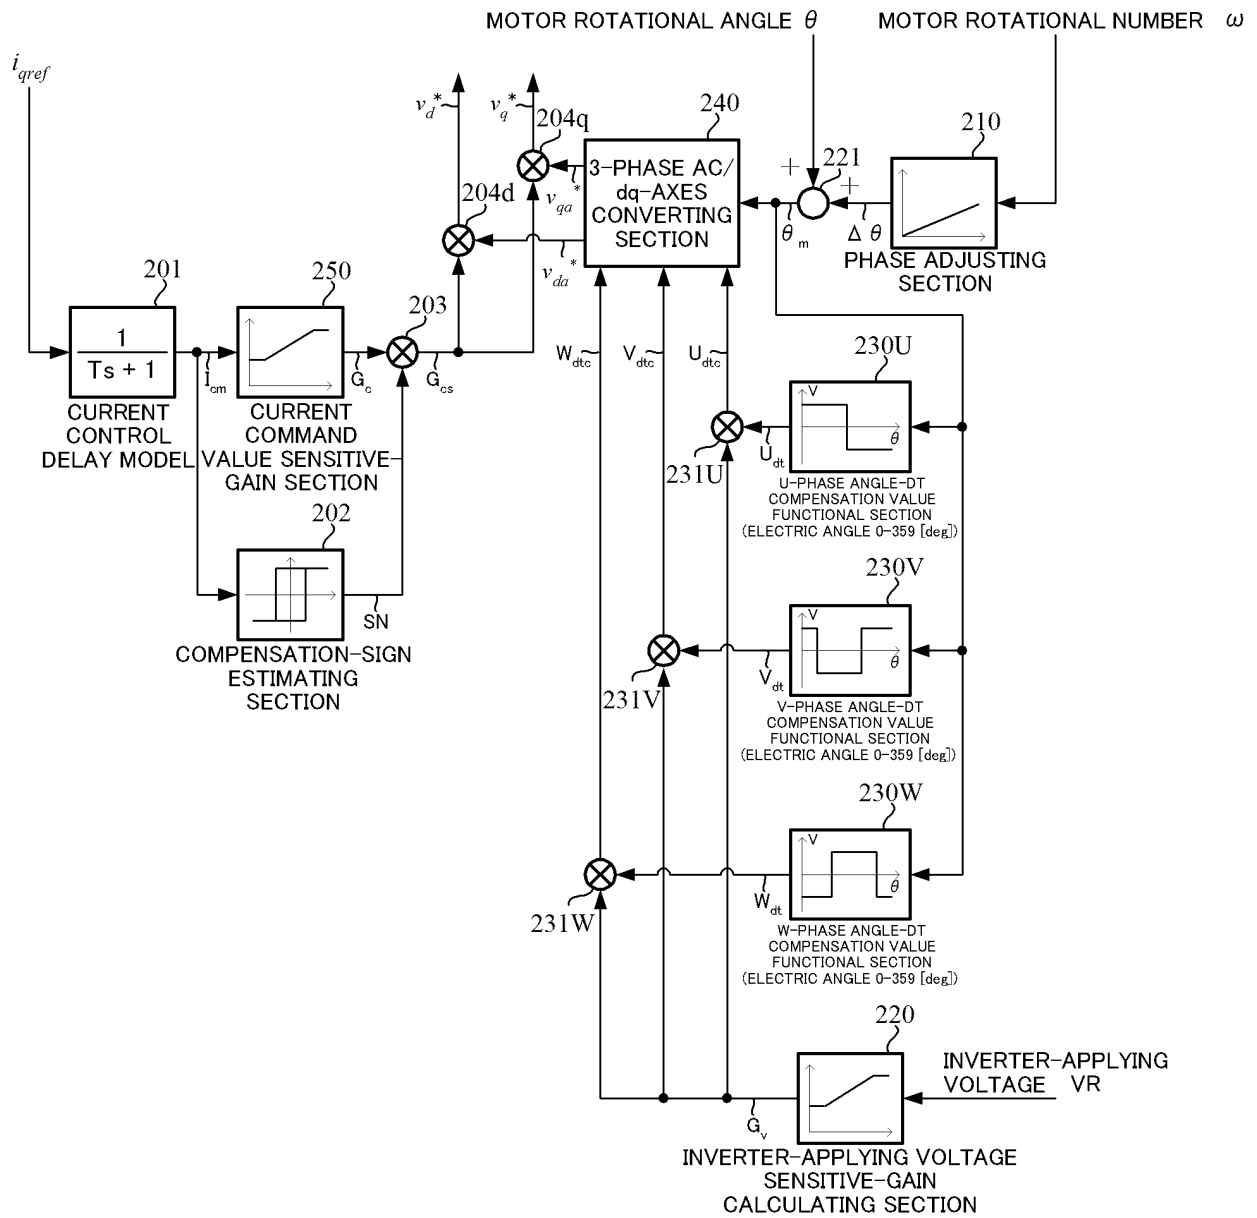 MOTOR ROTATIONAL ANGLE θ
MOTOR ROTATIONAL NUMBER ω
i_qref
v_d*
v_q*
204q
240
210
3-PHASE AC/
dq-AXES
CONVERTING
SECTION
+
221
+
204d
v_qa*
v_da*
θ_m
Δθ
PHASE ADJUSTING
SECTION
201
250
203
1
Ts + 1
I_cm
G_c
G_cs
CURRENT
CONTROL
DELAY MODEL
CURRENT
COMMAND
VALUE SENSITIVE-
GAIN SECTION
W_dtc
V_dtc
U_dtc
230U
V
θ
U_dt
231U
U-PHASE ANGLE-DT
COMPENSATION VALUE
FUNCTIONAL SECTION
(ELECTRIC ANGLE 0-359 [deg])
202
SN
COMPENSATION-SIGN
ESTIMATING
SECTION
230V
V
θ
V_dt
231V
V-PHASE ANGLE-DT
COMPENSATION VALUE
FUNCTIONAL SECTION
(ELECTRIC ANGLE 0-359 [deg])
230W
V
θ
W_dt
231W
W-PHASE ANGLE-DT
COMPENSATION VALUE
FUNCTIONAL SECTION
(ELECTRIC ANGLE 0-359 [deg])
220
INVERTER-APPLYING
VOLTAGE VR
G_v
INVERTER-APPLYING VOLTAGE
SENSITIVE-GAIN
CALCULATING SECTION